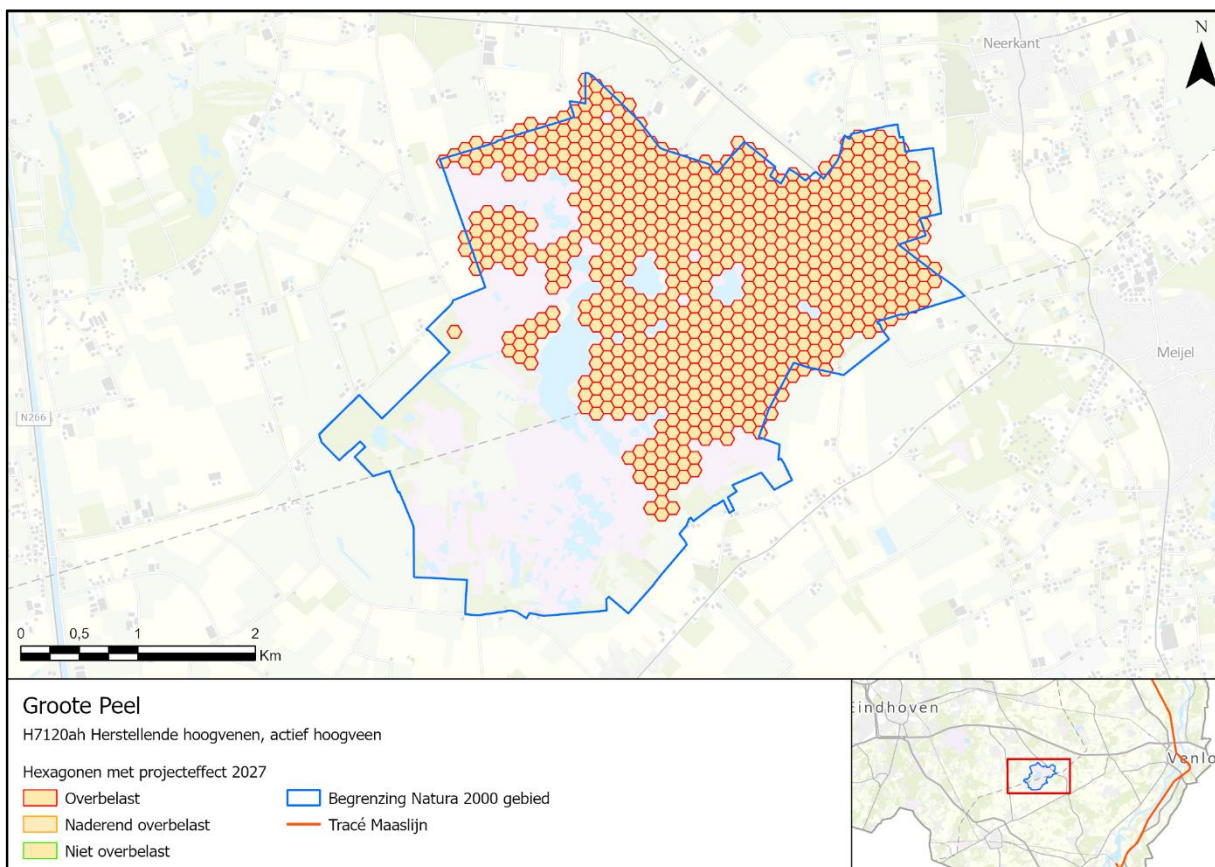 Neerkant
N
N266
Meijel
0 0,5 1 2
Km
Groote Peel
H7120ah Herstellende hoogvenen, actief hoogveen
Hexagonen met projecteffect 2027
Overbelast
Naderend overbelast
Niet overbelast
Begrenzing Natura 2000 gebied
Tracé Maaslijn
Eindhoven
Venlo